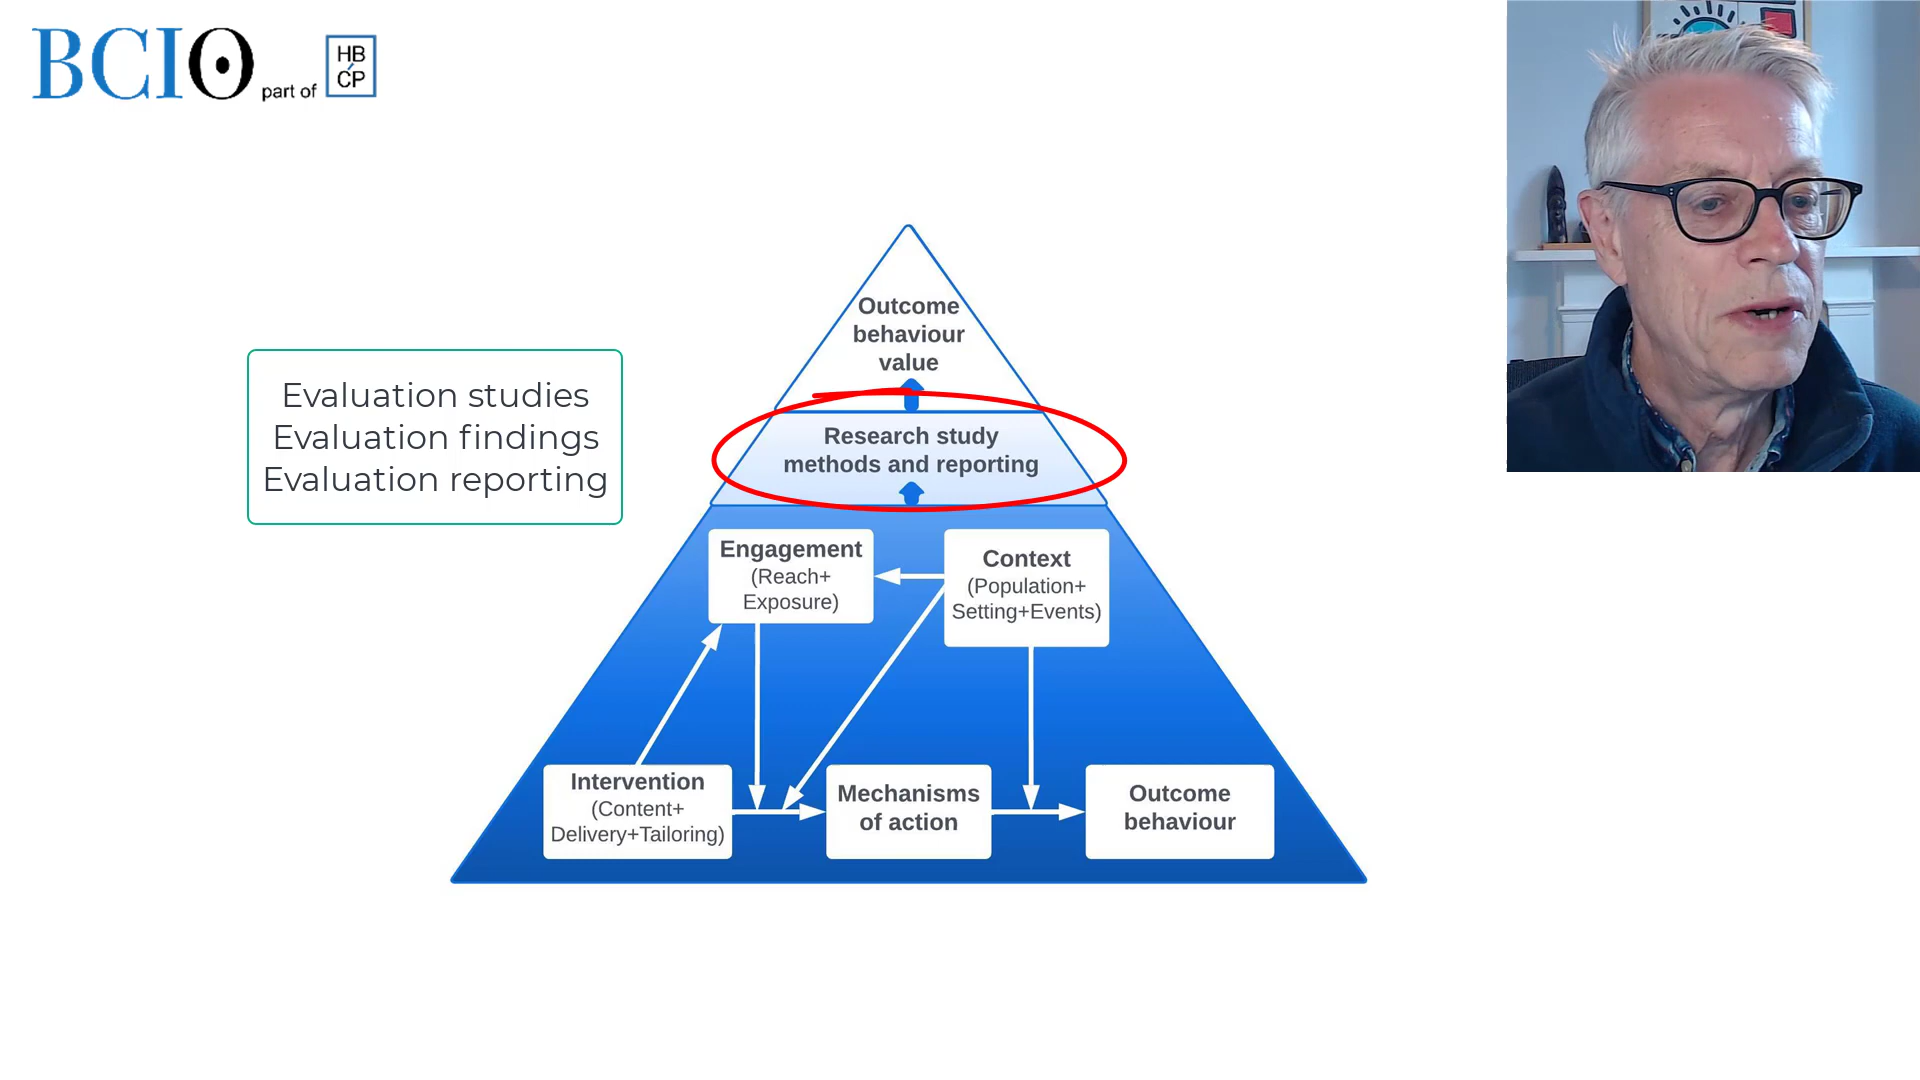 BCIO part of HB CP
Evaluation studies
Evaluation findings
Evaluation reporting
Outcome
behaviour
value
Research study
methods and reporting
Engagement
(Reach+
Exposure)
Context
(Population+
Setting+Events)
Intervention
(Content+
Delivery+Tailoring)
Mechanisms
of action
Outcome
behaviour